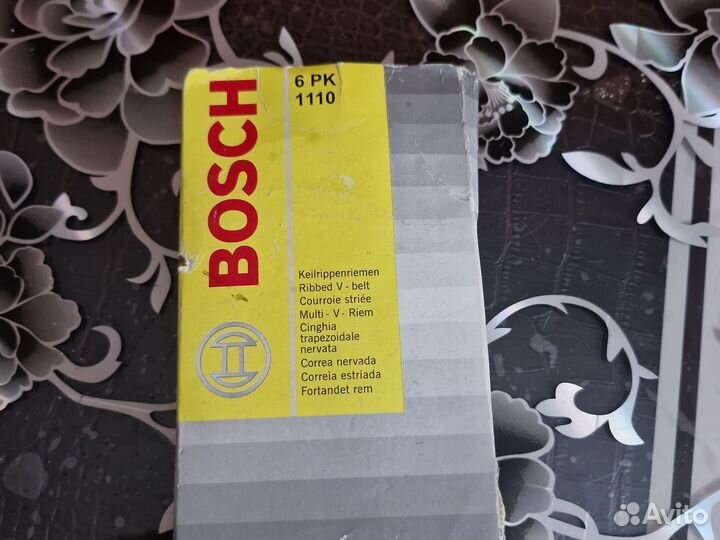 BOSCH
6 PK
1110
Keilrippenriemen
Ribbed V - belt
Courroie striée
Multi - V - Riem
Cinghia
trapezoidale
nervata
Correa nervada
Correia estriada
Fortandet rem
Avito